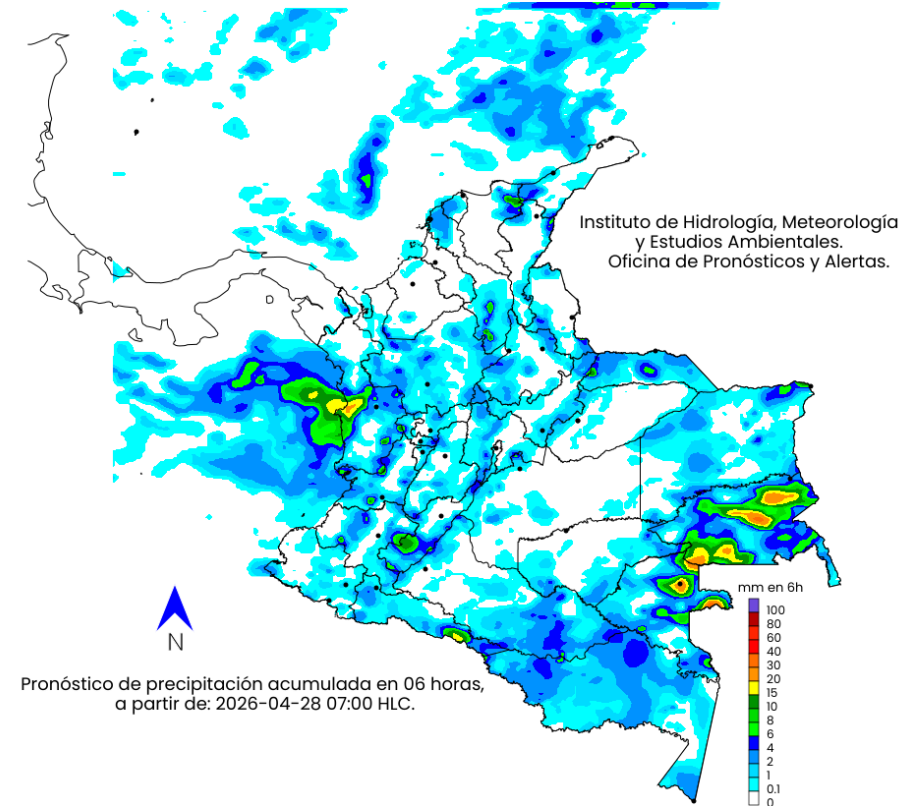 Instituto de Hidrología, Meteorología
y Estudios Ambientales.
Oficina de Pronósticos y Alertas.
mm en 6h
100
80
60
40
30
20
15
10
8
6
4
2
1
0.1
0
N
Pronóstico de precipitación acumulada en 06 horas,
a partir de: 2026-04-28 07:00 HLC.